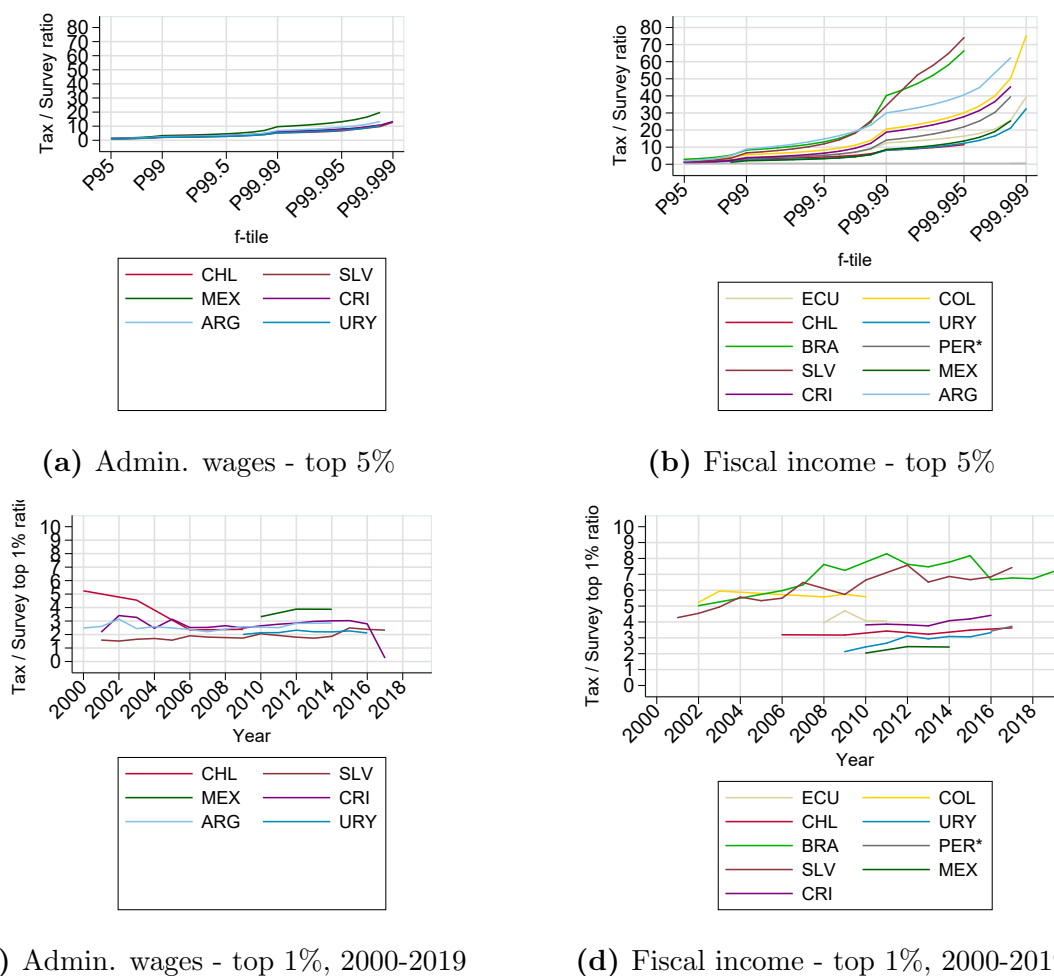 Tax / Survey ratio
80
70
60
50
40
30
20
10
0
P95
P99
P99.5
P99.99
P99.995
P99.999
f-tile
CHL SLV
MEX CRI
ARG URY
(a) Admin. wages - top 5%
Tax / Survey ratio
80
70
60
50
40
30
20
10
0
P95
P99
P99.5
P99.99
P99.995
P99.999
f-tile
ECU COL
CHL URY
BRA PER*
SLV MEX
CRI ARG
(b) Fiscal income - top 5%
Tax / Survey top 1% ratio
10
9
8
7
6
5
4
3
2
1
0
2000
2002
2004
2006
2008
2010
2012
2014
2016
2018
Year
CHL SLV
MEX CRI
ARG URY
) Admin. wages - top 1%, 2000-2019
Tax / Survey top 1% ratio
10
9
8
7
6
5
4
3
2
1
0
2000
2002
2004
2006
2008
2010
2012
2014
2016
2018
Year
ECU COL
CHL URY
BRA PER*
SLV MEX
CRI
(d) Fiscal income - top 1%, 2000-201